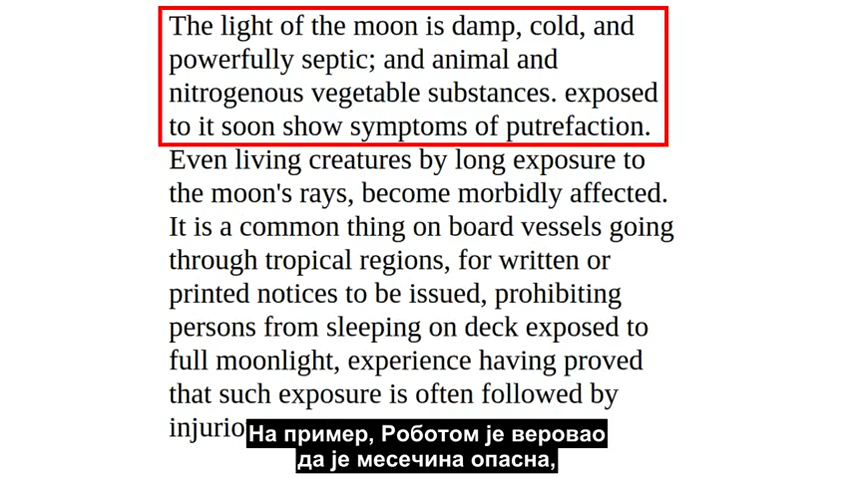 The light of the moon is damp, cold, and
powerfully septic; and animal and
nitrogenous vegetable substances. exposed
to it soon show symptoms of putrefaction.
Even living creatures by long exposure to
the moon's rays, become morbidly affected.
It is a common thing on board vessels going
through tropical regions, for written or
printed notices to be issued, prohibiting
persons from sleeping on deck exposed to
full moonlight, experience having proved
that such exposure is often followed by
injurio
На пример, Роботом је веровао
да је месечина опасна,